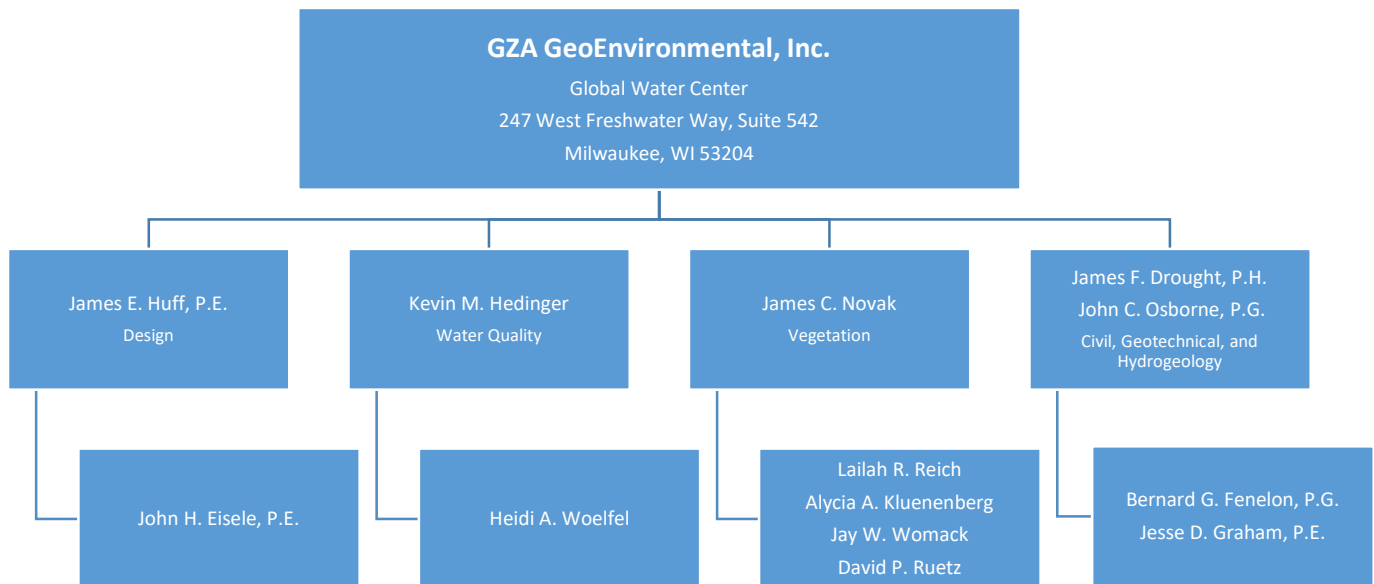 GZA GeoEnvironmental, Inc.
Global Water Center
247 West Freshwater Way, Suite 542
Milwaukee, WI 53204
James E. Huff, P.E.
Design
Kevin M. Hedinger
Water Quality
James C. Novak
Vegetation
James F. Drought, P.H.
John C. Osborne, P.G.
Civil, Geotechnical, and
Hydrogeology
John H. Eisele, P.E.
Heidi A. Woelfel
Lailah R. Reich
Alycia A. Kluenenberg
Jay W. Womack
David P. Ruetz
Bernard G. Fenelon, P.G.
Jesse D. Graham, P.E.